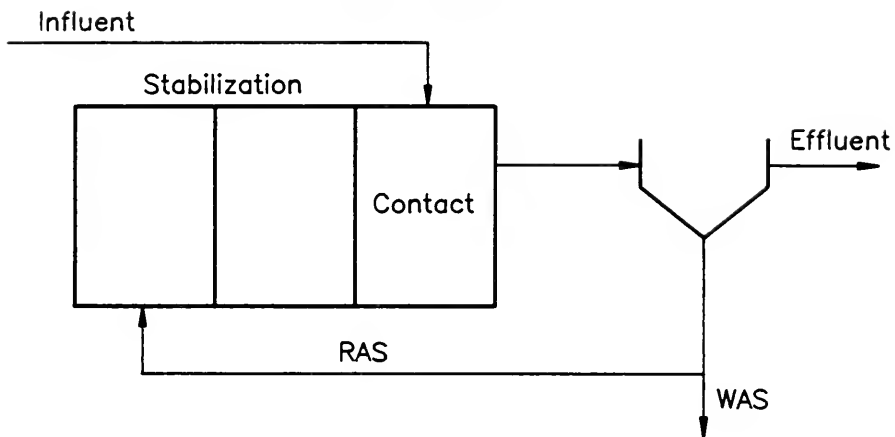 Influent
Stabilization
Effluent
Contact
RAS
WAS